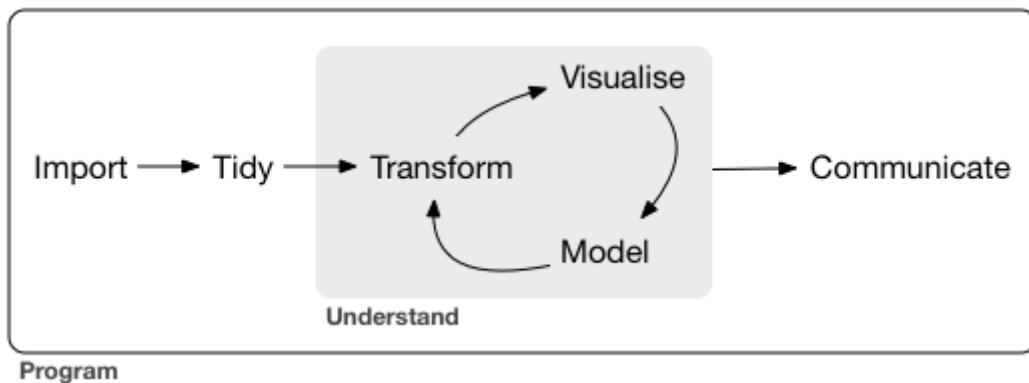 Visualise
Import Tidy Transform Communicate
Model
Understand
Program